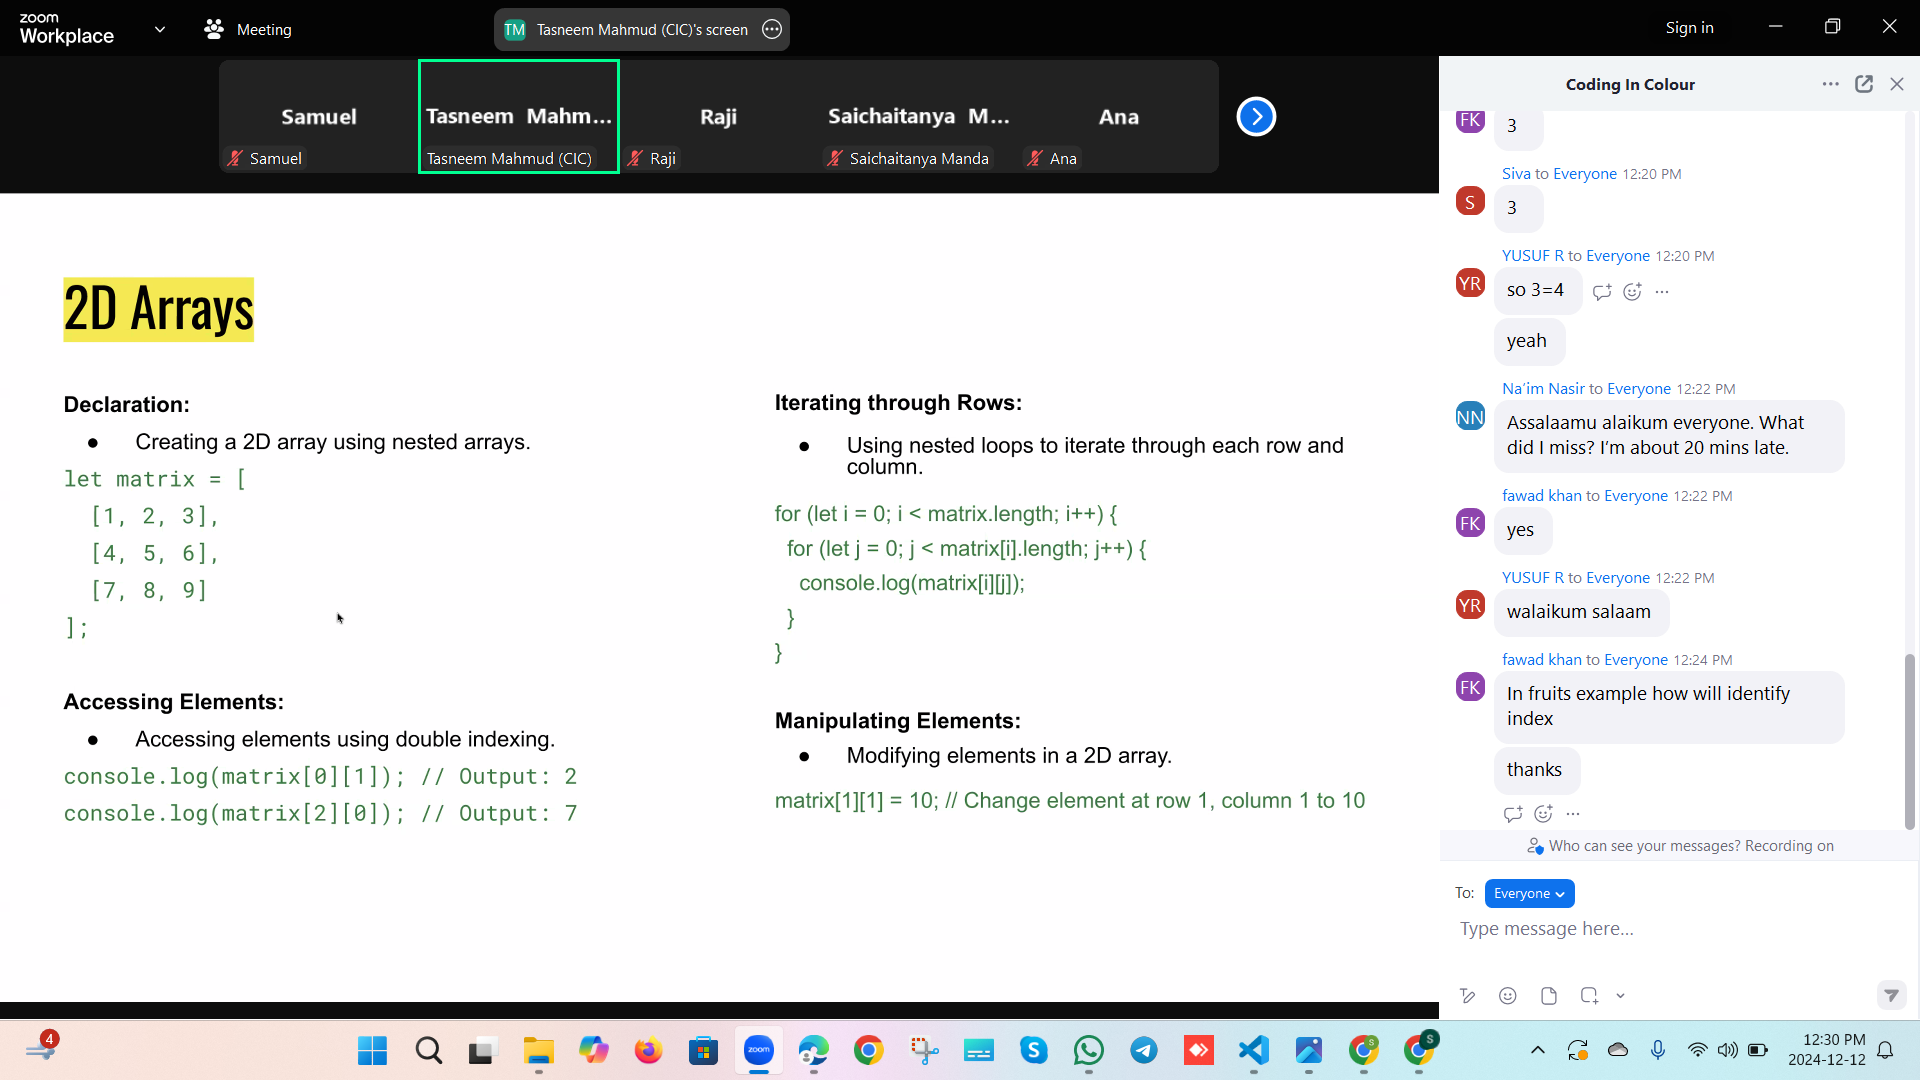 zoom
Workplace
Meeting
TM Tasneem Mahmud (CIC)'s screen
Sign in
Samuel
Tasneem Mahm...
Raji
Saichaitanya M...
Ana
Samuel
Tasneem Mahmud (CIC)
Raji
Saichaitanya Manda
Ana
2D Arrays
Declaration:
● Creating a 2D array using nested arrays.
let matrix = [
[1, 2, 3],
[4, 5, 6],
[7, 8, 9]
];
Accessing Elements:
● Accessing elements using double indexing.
console.log(matrix[0][1]); // Output: 2
console.log(matrix[2][0]); // Output: 7
Iterating through Rows:
● Using nested loops to iterate through each row and
column.
for (let i = 0; i < matrix.length; i++) {
for (let j = 0; j < matrix[i].length; j++) {
console.log(matrix[i][j]);
}
}
Manipulating Elements:
● Modifying elements in a 2D array.
matrix[1][1] = 10; // Change element at row 1, column 1 to 10
Coding In Colour
FK
3
Siva to Everyone 12:20 PM
S
3
YUSUF R to Everyone 12:20 PM
YR
so 3=4
yeah
Na'im Nasir to Everyone 12:22 PM
NN
Assalaamu alaikum everyone. What
did I miss? I'm about 20 mins late.
fawad khan to Everyone 12:22 PM
FK
yes
YUSUF R to Everyone 12:22 PM
YR
walaikum salaam
fawad khan to Everyone 12:24 PM
FK
In fruits example how will identify
index
thanks
Who can see your messages? Recording on
To: Everyone
Type message here...
4
zoom
S
S
S
12:30 PM
2024-12-12